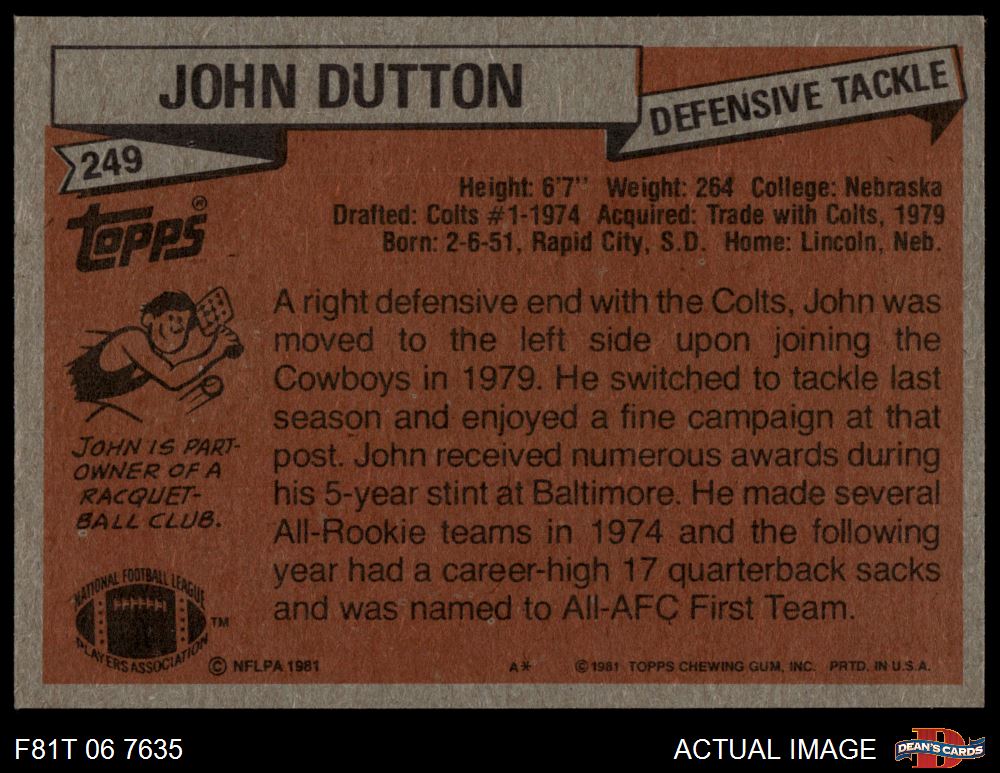 JOHN DUTTON
DEFENSIVE TACKLE
249
TOPPS®
Height: 6'7" Weight: 264 College: Nebraska
Drafted: Colts #1-1974 Acquired: Trade with Colts, 1979
Born: 2-6-51, Rapid City, S.D. Home: Lincoln, Neb.
A right defensive end with the Colts, John was
moved to the left side upon joining the
Cowboys in 1979. He switched to tackle last
season and enjoyed a fine campaign at that
post. John received numerous awards during
his 5-year stint at Baltimore. He made several
All-Rookie teams in 1974 and the following
year had a career-high 17 quarterback sacks
and was named to All-AFC First Team.
JOHN IS PART-
OWNER OF A
RACQUET-
BALL CLUB.
NATIONAL FOOTBALL LEAGUE
PLAYERS ASSOCIATION
TM
© NFLPA 1981
A*
© 1981 TOPPS CHEWING GUM, INC. PRTD. IN U.S.A.
F81T 06 7635
ACTUAL IMAGE
D
DEAN'S CARDS